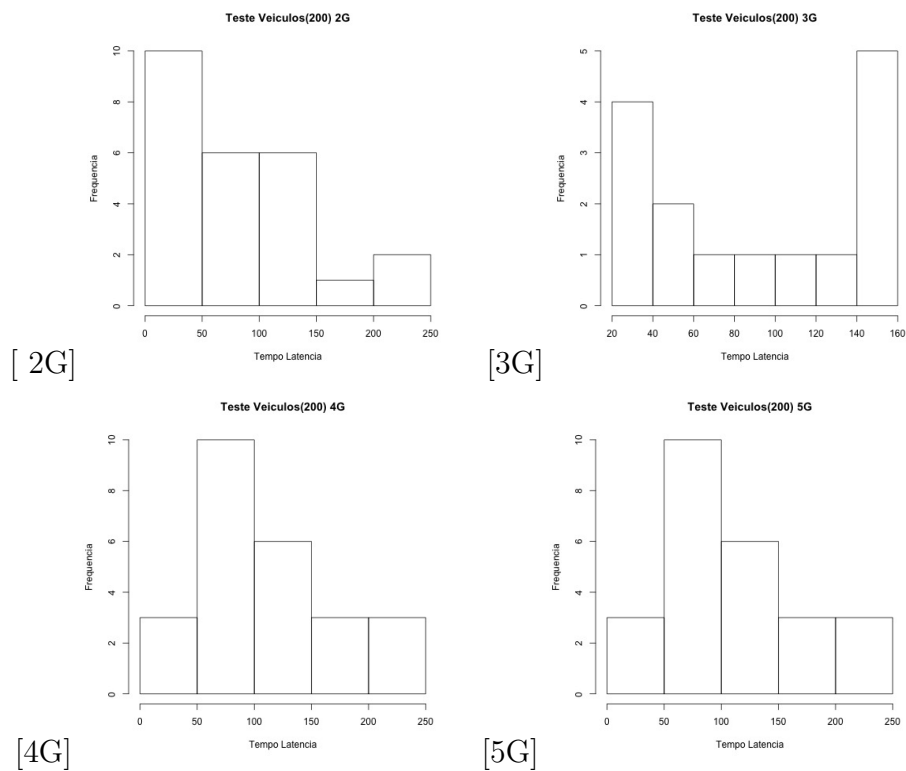 Teste Veiculos(200) 2G
Frequencia
0 2 4 6 8 10
0 50 100 150 200 250
Tempo Latencia
[ 2G]
Teste Veiculos(200) 3G
Frequencia
0 1 2 3 4 5
20 40 60 80 100 120 140 160
Tempo Latencia
[3G]
Teste Veiculos(200) 4G
Frequencia
0 2 4 6 8 10
0 50 100 150 200 250
Tempo Latencia
[4G]
Teste Veiculos(200) 5G
Frequencia
0 2 4 6 8 10
0 50 100 150 200 250
Tempo Latencia
[5G]